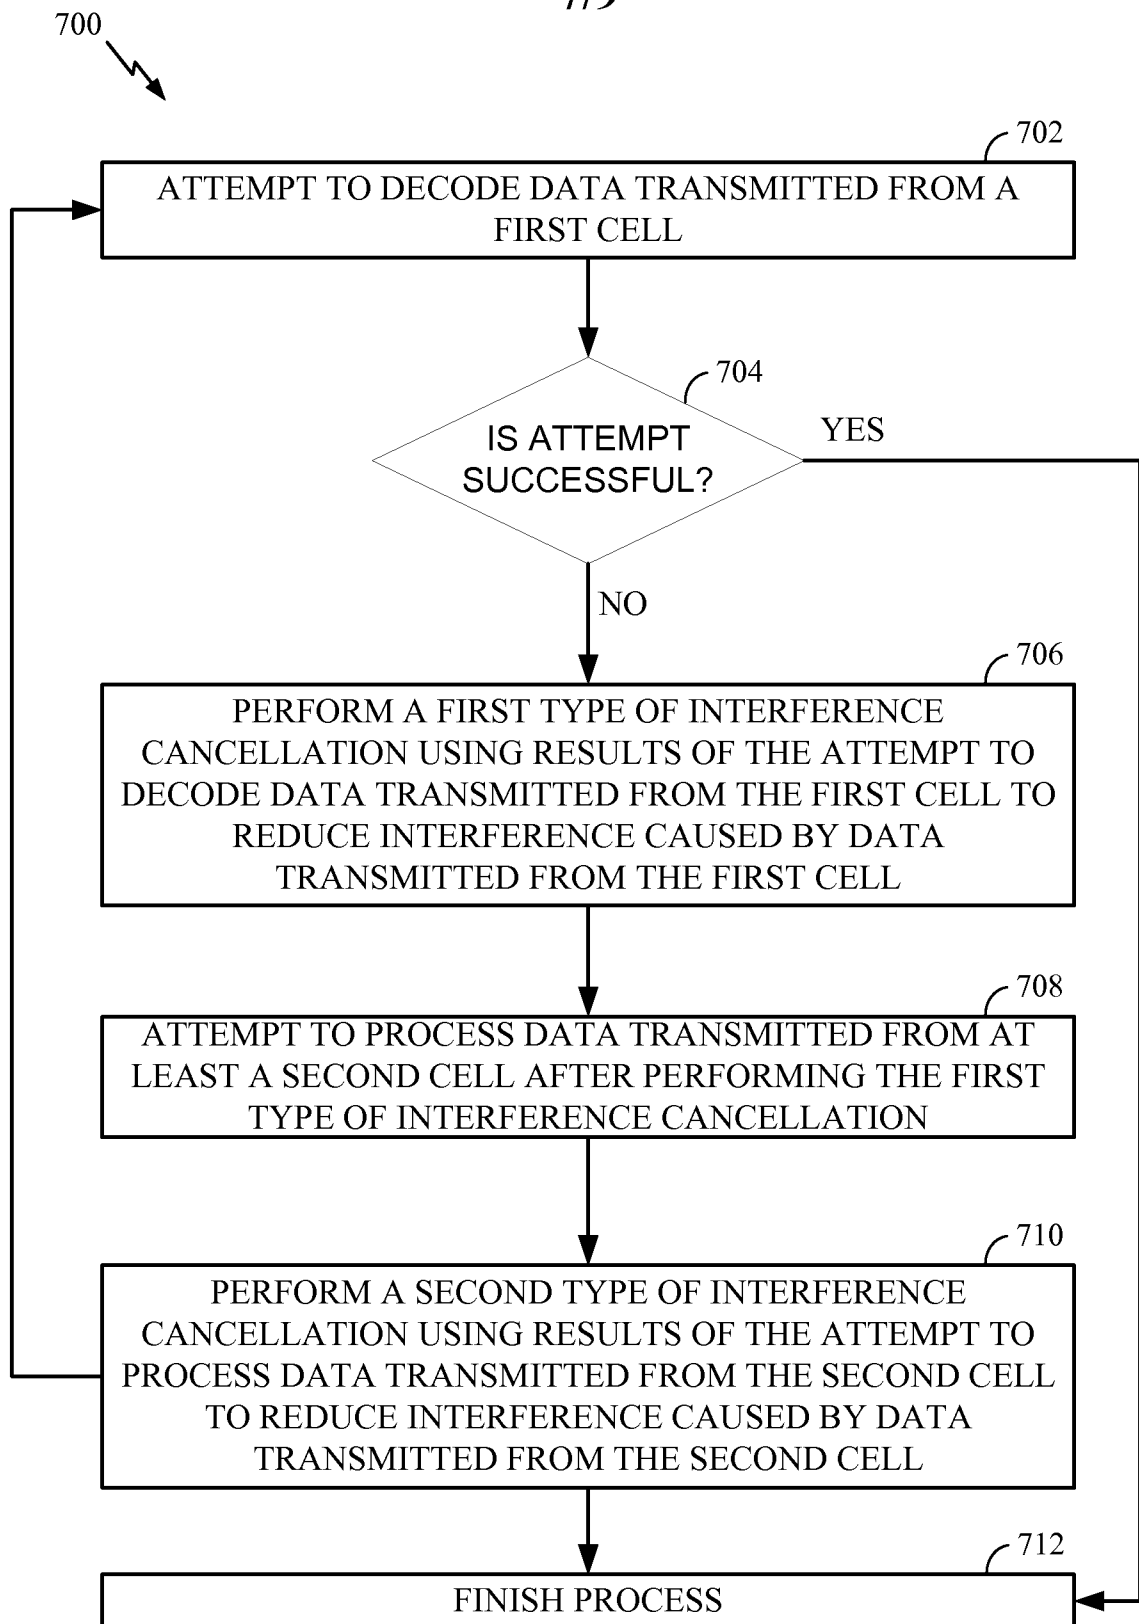 700
702
ATTEMPT TO DECODE DATA TRANSMITTED FROM A
FIRST CELL
704
IS ATTEMPT
SUCCESSFUL?
YES
NO
706
PERFORM A FIRST TYPE OF INTERFERENCE
CANCELLATION USING RESULTS OF THE ATTEMPT TO
DECODE DATA TRANSMITTED FROM THE FIRST CELL TO
REDUCE INTERFERENCE CAUSED BY DATA
TRANSMITTED FROM THE FIRST CELL
708
ATTEMPT TO PROCESS DATA TRANSMITTED FROM AT
LEAST A SECOND CELL AFTER PERFORMING THE FIRST
TYPE OF INTERFERENCE CANCELLATION
710
PERFORM A SECOND TYPE OF INTERFERENCE
CANCELLATION USING RESULTS OF THE ATTEMPT TO
PROCESS DATA TRANSMITTED FROM THE SECOND CELL
TO REDUCE INTERFERENCE CAUSED BY DATA
TRANSMITTED FROM THE SECOND CELL
712
FINISH PROCESS